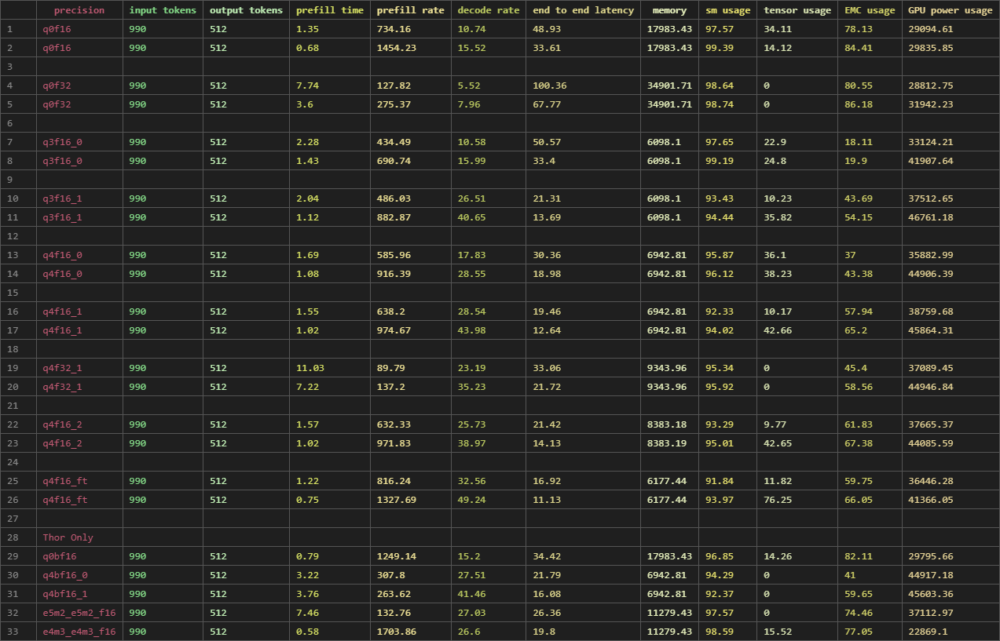 precision input tokens output tokens prefill time prefill rate decode rate end to end latency memory sm usage tensor usage EMC usage GPU power usage
1 q0f16 990 512 1.35 734.16 10.74 48.93 17983.43 97.57 34.11 78.13 29094.61
2 q0f16 990 512 0.68 1454.23 15.52 33.61 17983.43 99.39 14.12 84.41 29835.85
3
4 q0f32 990 512 7.74 127.82 5.52 100.36 34901.71 98.64 0 80.55 28812.75
5 q0f32 990 512 3.6 275.37 7.96 67.77 34901.71 98.74 0 86.18 31942.23
6
7 q3f16_0 990 512 2.28 434.49 10.58 50.57 6098.1 97.65 22.9 18.11 33124.21
8 q3f16_0 990 512 1.43 690.74 15.99 33.4 6098.1 99.19 24.8 19.9 41907.64
9
10 q3f16_1 990 512 2.04 486.03 26.51 21.31 6098.1 93.43 10.23 43.69 37512.65
11 q3f16_1 990 512 1.12 882.87 40.65 13.69 6098.1 94.44 35.82 54.15 46761.18
12
13 q4f16_0 990 512 1.69 585.96 17.83 30.36 6942.81 95.87 36.1 37 35882.99
14 q4f16_0 990 512 1.08 916.39 28.55 18.98 6942.81 96.12 38.23 43.38 44906.39
15
16 q4f16_1 990 512 1.55 638.2 28.54 19.46 6942.81 92.33 10.17 57.94 38759.68
17 q4f16_1 990 512 1.02 974.67 43.98 12.64 6942.81 94.02 42.66 65.2 45864.31
18
19 q4f32_1 990 512 11.03 89.79 23.19 33.06 9343.96 95.34 0 45.4 37089.45
20 q4f32_1 990 512 7.22 137.2 35.23 21.72 9343.96 95.92 0 58.56 44946.84
21
22 q4f16_2 990 512 1.57 632.33 25.73 21.42 8383.18 93.29 9.77 61.83 37665.37
23 q4f16_2 990 512 1.02 971.83 38.97 14.13 8383.19 95.01 42.65 67.38 44085.59
24
25 q4f16_ft 990 512 1.22 816.24 32.56 16.92 6177.44 91.84 11.82 59.75 36446.28
26 q4f16_ft 990 512 0.75 1327.69 49.24 11.13 6177.44 93.97 76.25 66.05 41366.05
27
28 Thor Only
29 q0bf16 990 512 0.79 1249.14 15.2 34.42 17983.43 96.85 14.26 82.11 29795.66
30 q4bf16_0 990 512 3.22 307.8 27.51 21.79 6942.81 94.29 0 41 44917.18
31 q4bf16_1 990 512 3.76 263.62 41.46 16.08 6942.81 92.37 0 59.65 45603.36
32 e5m2_e5m2_f16 990 512 7.46 132.76 27.03 26.36 11279.43 97.57 0 74.46 37112.97
33 e4m3_e4m3_f16 990 512 0.58 1703.86 26.6 19.8 11279.43 98.59 15.52 77.05 22869.1